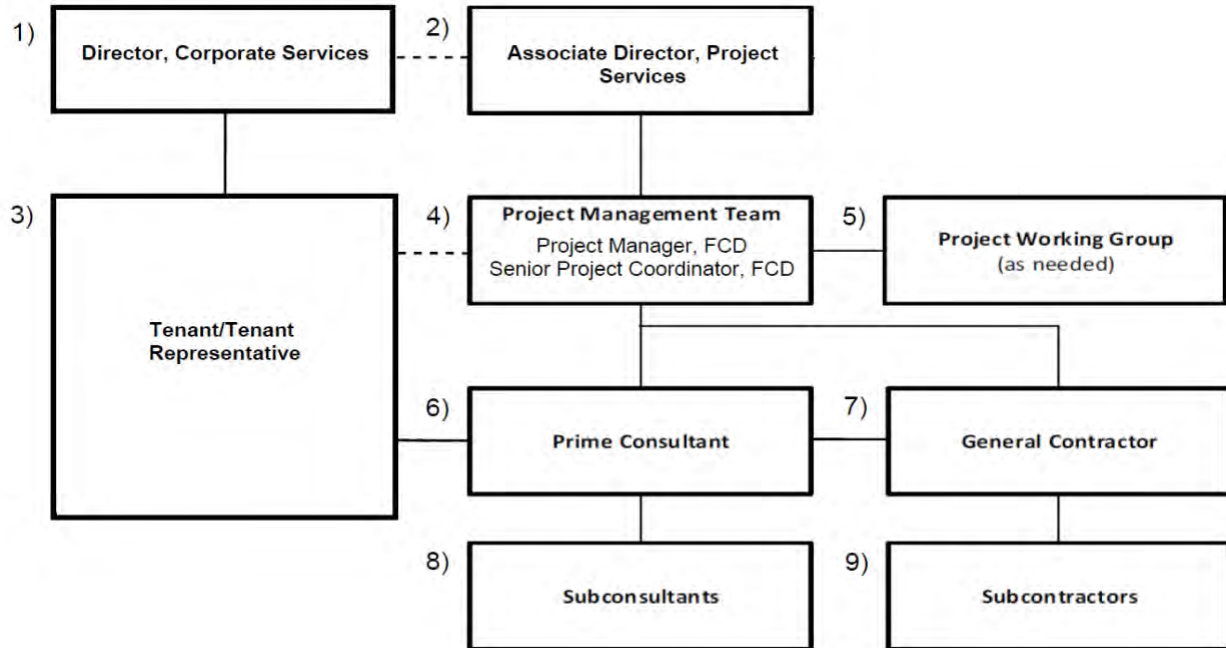 1)
Director, Corporate Services
2)
Associate Director, Project
Services
3)
Tenant/Tenant
Representative
4)
Project Management Team
Project Manager, FCD
Senior Project Coordinator, FCD
5)
Project Working Group
(as needed)
6)
Prime Consultant
7)
General Contractor
8)
Subconsultants
9)
Subcontractors